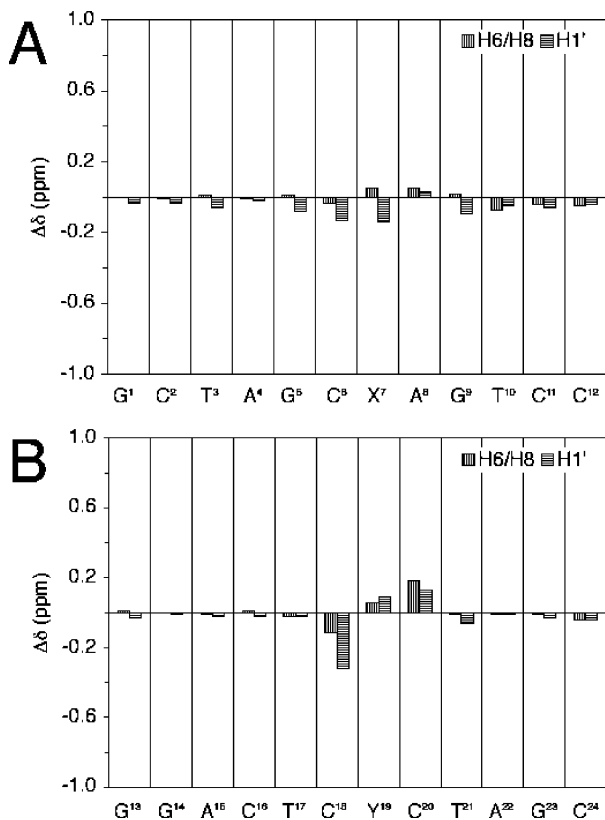 A
H6/H8 H1'
1.0
0.6
0.2
-0.2
-0.6
-1.0
Δδ (ppm)
G¹ C² T³ A⁴ G⁵ C⁶ X⁷ A⁸ G⁹ T¹⁰ C¹¹ C¹²
B
H6/H8 H1'
1.0
0.6
0.2
-0.2
-0.6
-1.0
Δδ (ppm)
G¹³ G¹⁴ A¹⁵ C¹⁶ T¹⁷ C¹⁸ Y¹⁹ C²⁰ T²¹ A²² G²³ C²⁴